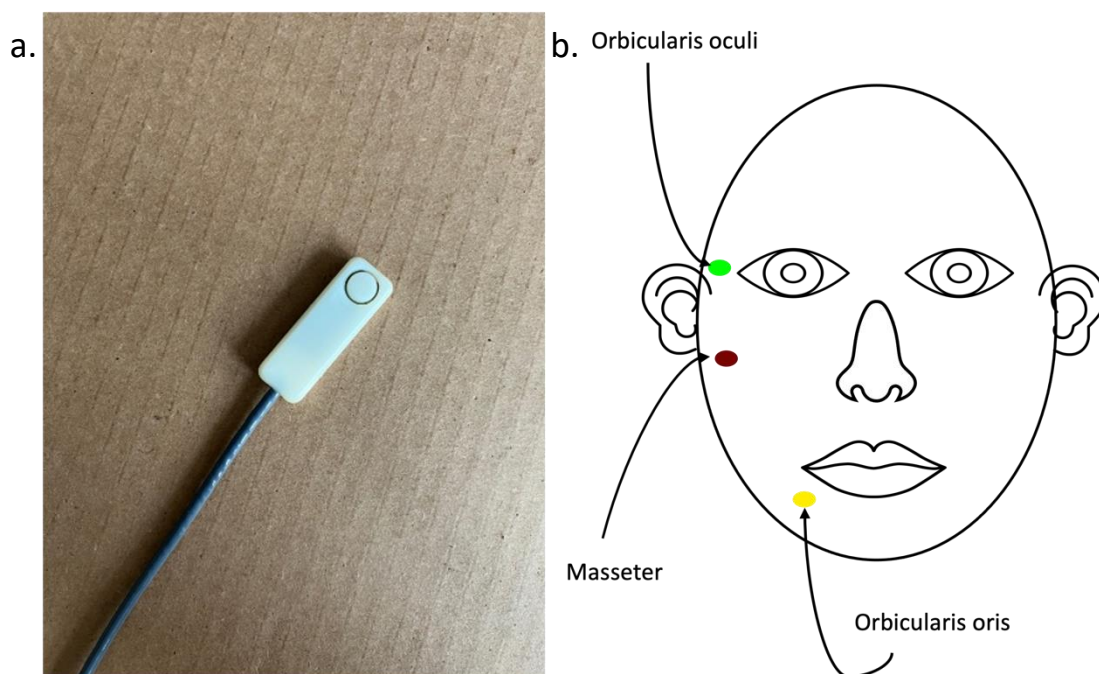 a.
b.
Orbicularis oculi
Masseter
Orbicularis oris